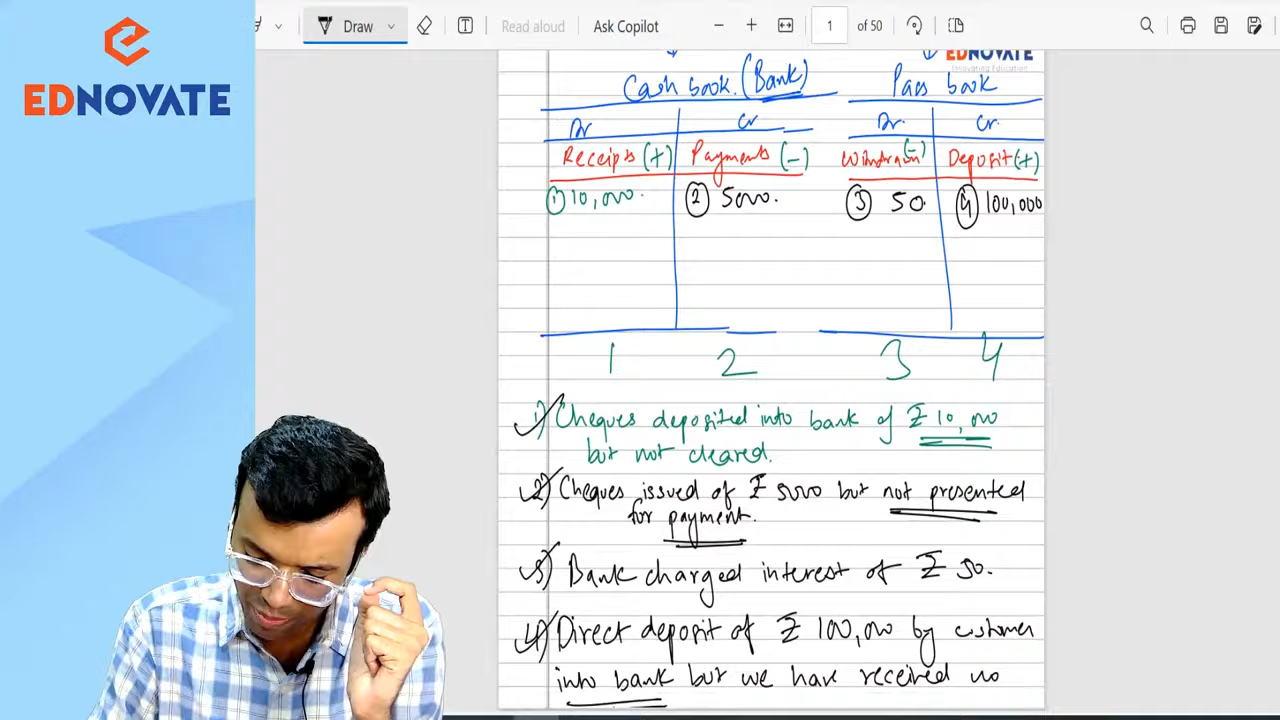 Draw
Read aloud
Ask Copilot
1
of 50
EDNOVATE
EDNOVATE
Innovating Education
Cash book (Bank)
Pass book
Dr
Cr
Dr.
Cr.
Receipts (+)
Payments (-)
Withdrawn (-)
Deposit (+)
① 10,000.
② 5000.
③ 50.
④ 100,000
1
2
3
4
1) Cheques deposited into bank of ₹ 10,000
but not cleared.
2) Cheques issued of ₹ 5000 but not presented
for payment.
3) Bank charged interest of ₹ 50.
4) Direct deposit of ₹ 100,000 by customer
into bank but we have received no